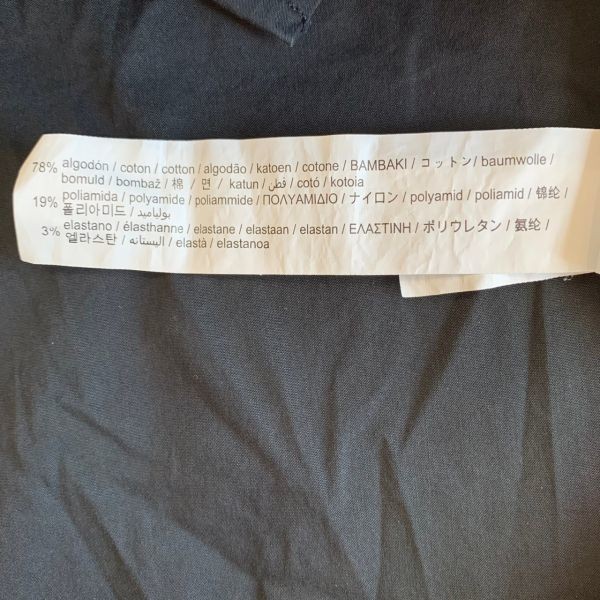 78% algodón / coton / cotton / algodão / katoen / cotone / BAMBAKI / コットン / baumwolle /
bomuld / bombaž / 棉 / 면 / katun / قطن / cotó / kotoia
19% poliamida / polyamide / poliammide / ΠΟΛΥΑΜΙΔΙΟ / ナイロン / polyamid / poliamid / 锦纶 /
폴리아미드 / بولياميد
3% elastano / élasthanne / elastane / elastaan / elastan / ΕΛΑΣΤΙΝΗ / ポリウレタン / 氨纶 /
엘라스탄 / اليستانه / elastà / elastanoa